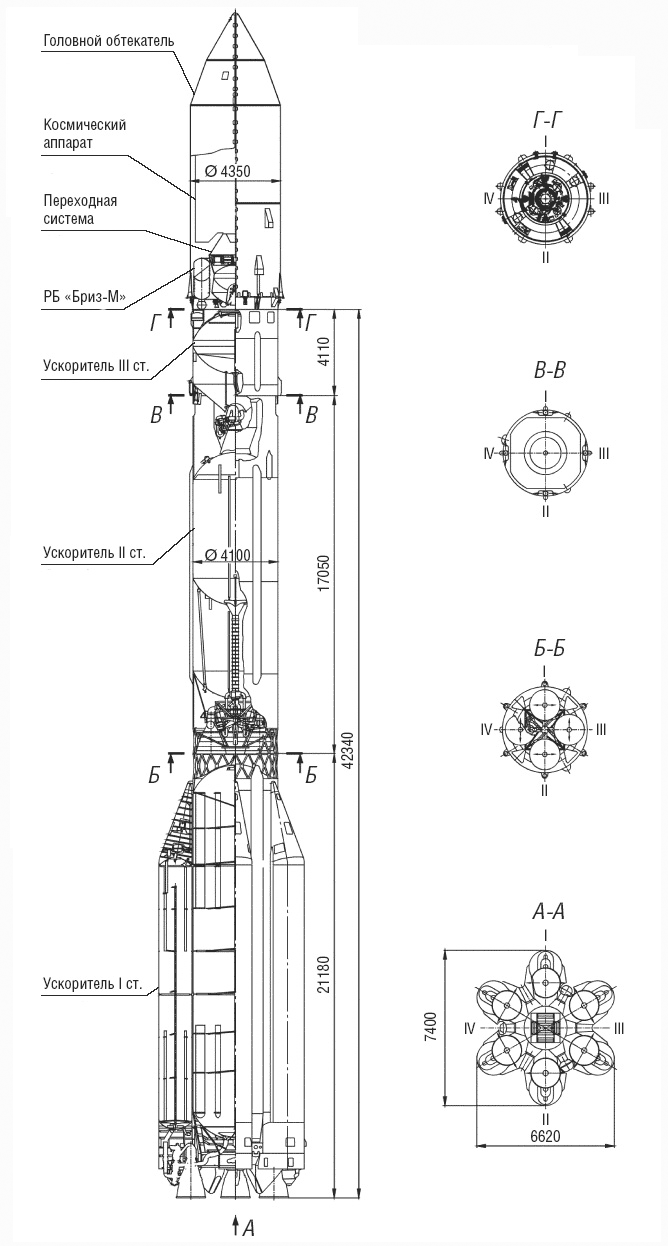 Головной обтекатель
Космический
аппарат
Ø 4350
Переходная
система
РБ «Бриз-М»
Г
Г
Ускоритель III ст.
4110
В
В
Ускоритель II ст.
Ø 4100
17050
Б
Б
42340
Ускоритель I ст.
21180
А
Г-Г
I
IV
III
II
В-В
I
IV
III
II
Б-Б
I
IV
III
II
А-А
I
7400
IV
III
II
6620